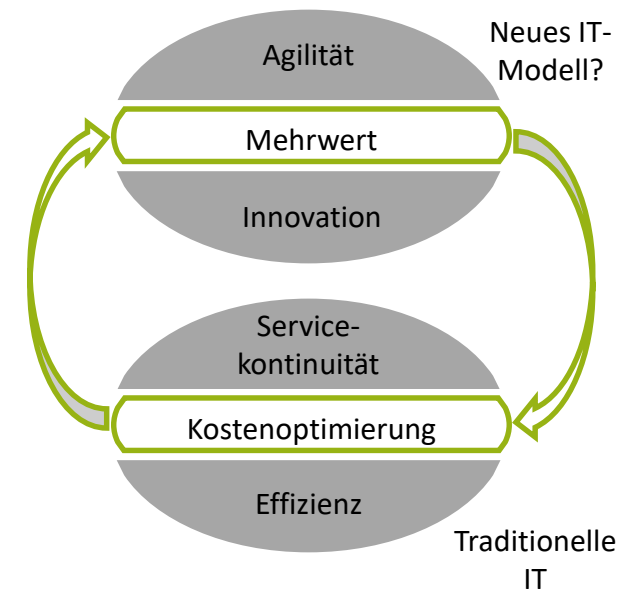 Neues IT-
Modell?
Agilität
Mehrwert
Innovation
Service-
kontinuität
Kostenoptimierung
Effizienz
Traditionelle
IT